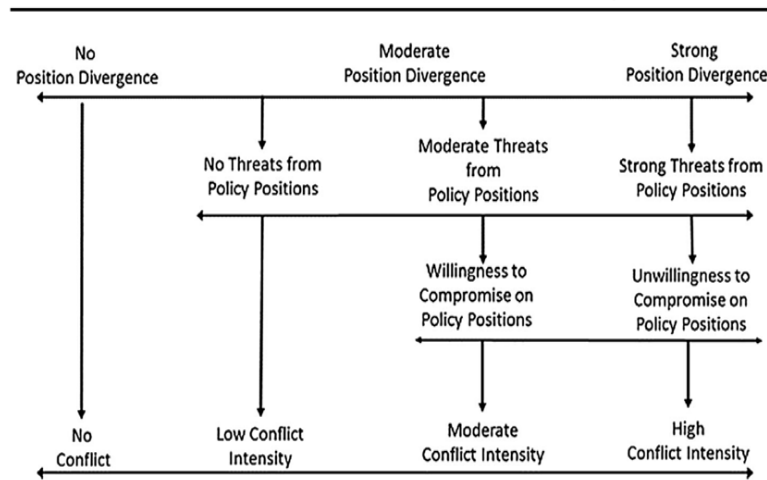 No
Position Divergence
Moderate
Position Divergence
Strong
Position Divergence
No Threats from
Policy Positions
Moderate Threats
from
Policy Positions
Strong Threats from
Policy Positions
Willingness to
Compromise on
Policy Positions
Unwillingness to
Compromise on
Policy Positions
No
Conflict
Low Conflict
Intensity
Moderate
Conflict Intensity
High
Conflict Intensity